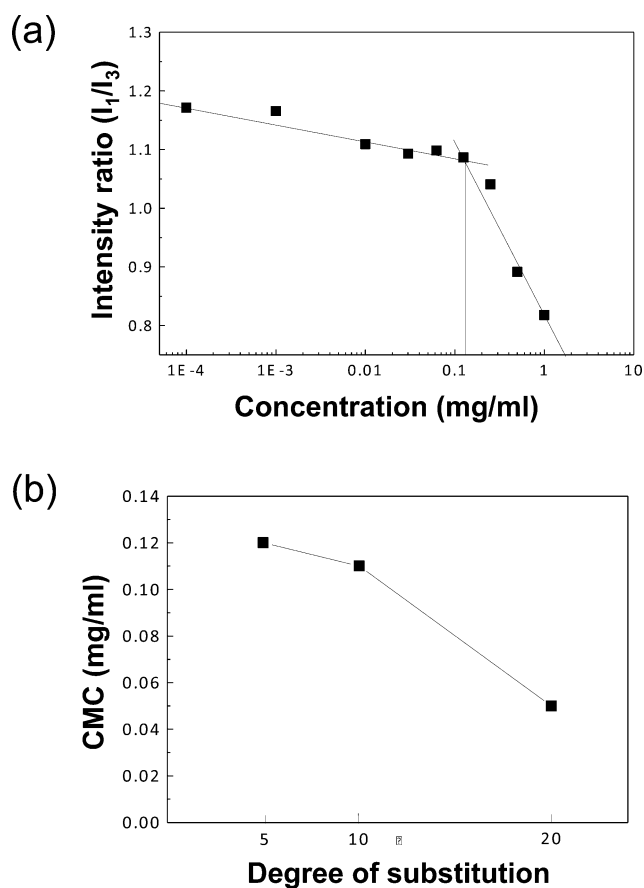 (a)
Intensity ratio (I1/I3)
1.3
1.2
1.1
1.0
0.9
0.8
1E-4 1E-3 0.01 0.1 1 10
Concentration (mg/ml)
(b)
CMC (mg/ml)
0.14
0.12
0.10
0.08
0.06
0.04
0.02
0.00
5 10 20
Degree of substitution